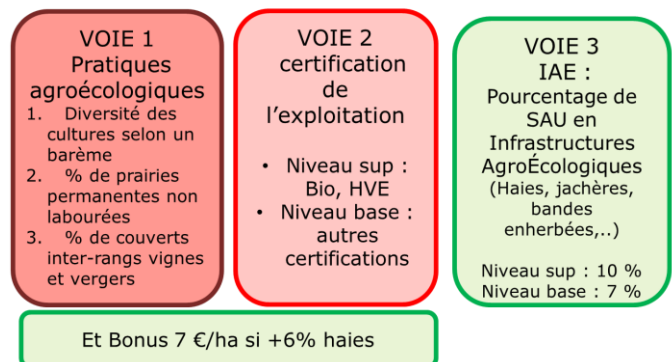 VOIE 1
Pratiques
agroécologiques
1. Diversité des
cultures selon un
barème
2. % de prairies
permanentes non
labourées
3. % de couverts
inter-rangs vignes
et vergers
VOIE 2
certification
de
l'exploitation
• Niveau sup :
Bio, HVE
• Niveau base :
autres
certifications
VOIE 3
IAE :
Pourcentage de
SAU en
Infrastructures
AgroÉcologiques
(Haies, jachères,
bandes
enherbées,..)
Niveau sup : 10 %
Niveau base : 7 %
Et Bonus 7 €/ha si +6% haies